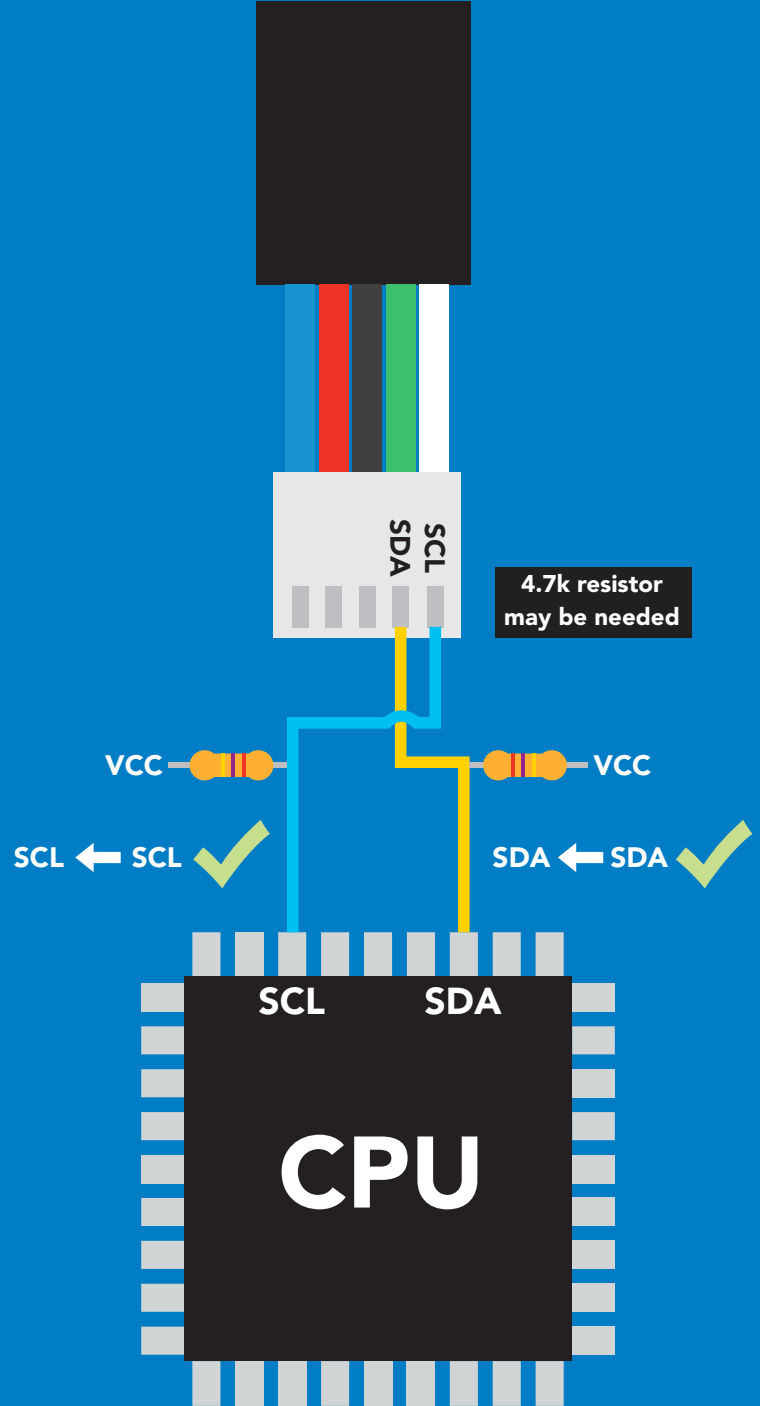 SDA
SCL
4.7k resistor
may be needed
VCC
VCC
SCL SCL
SDA SDA
SCL
SDA
CPU